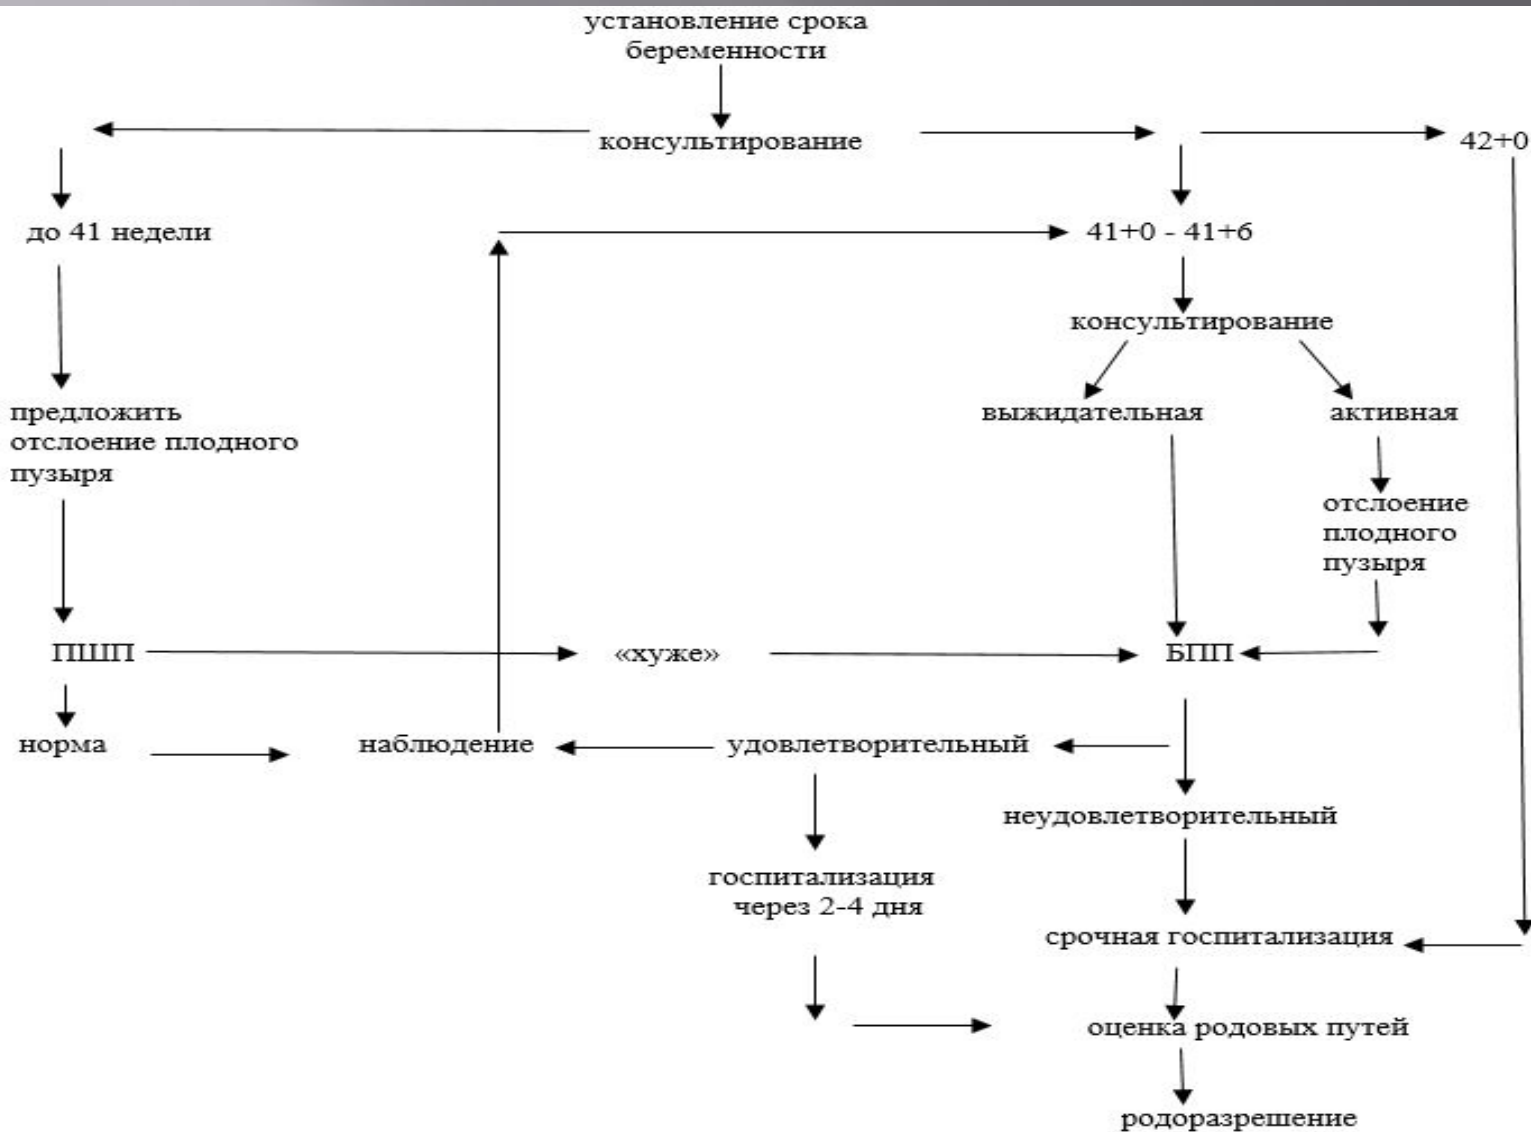 установление срока
беременности
консультирование
42+0
до 41 недели
41+0 - 41+6
консультирование
предложить
отслоение плодного
пузыря
выжидательная
активная
отслоение
плодного
пузыря
ПШП
«хуже»
БПП
норма
наблюдение
удовлетворительный
неудовлетворительный
госпитализация
через 2-4 дня
срочная госпитализация
оценка родовых путей
родоразрешение